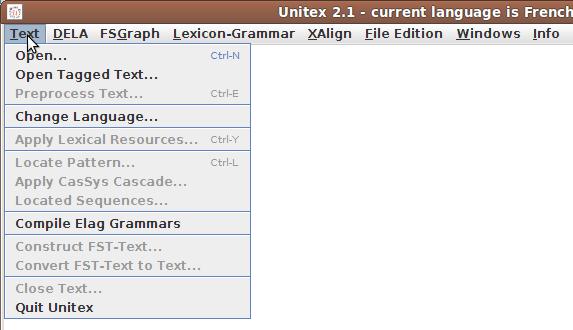 Unitex 2.1 - current language is French
Text DELA FSGraph Lexicon-Grammar XAlign File Edition Windows Info
Open... Ctrl-N
Open Tagged Text...
Preprocess Text... Ctrl-E
Change Language...
Apply Lexical Resources... Ctrl-Y
Locate Pattern... Ctrl-L
Apply CasSys Cascade...
Located Sequences...
Compile Elag Grammars
Construct FST-Text...
Convert FST-Text to Text...
Close Text...
Quit Unitex